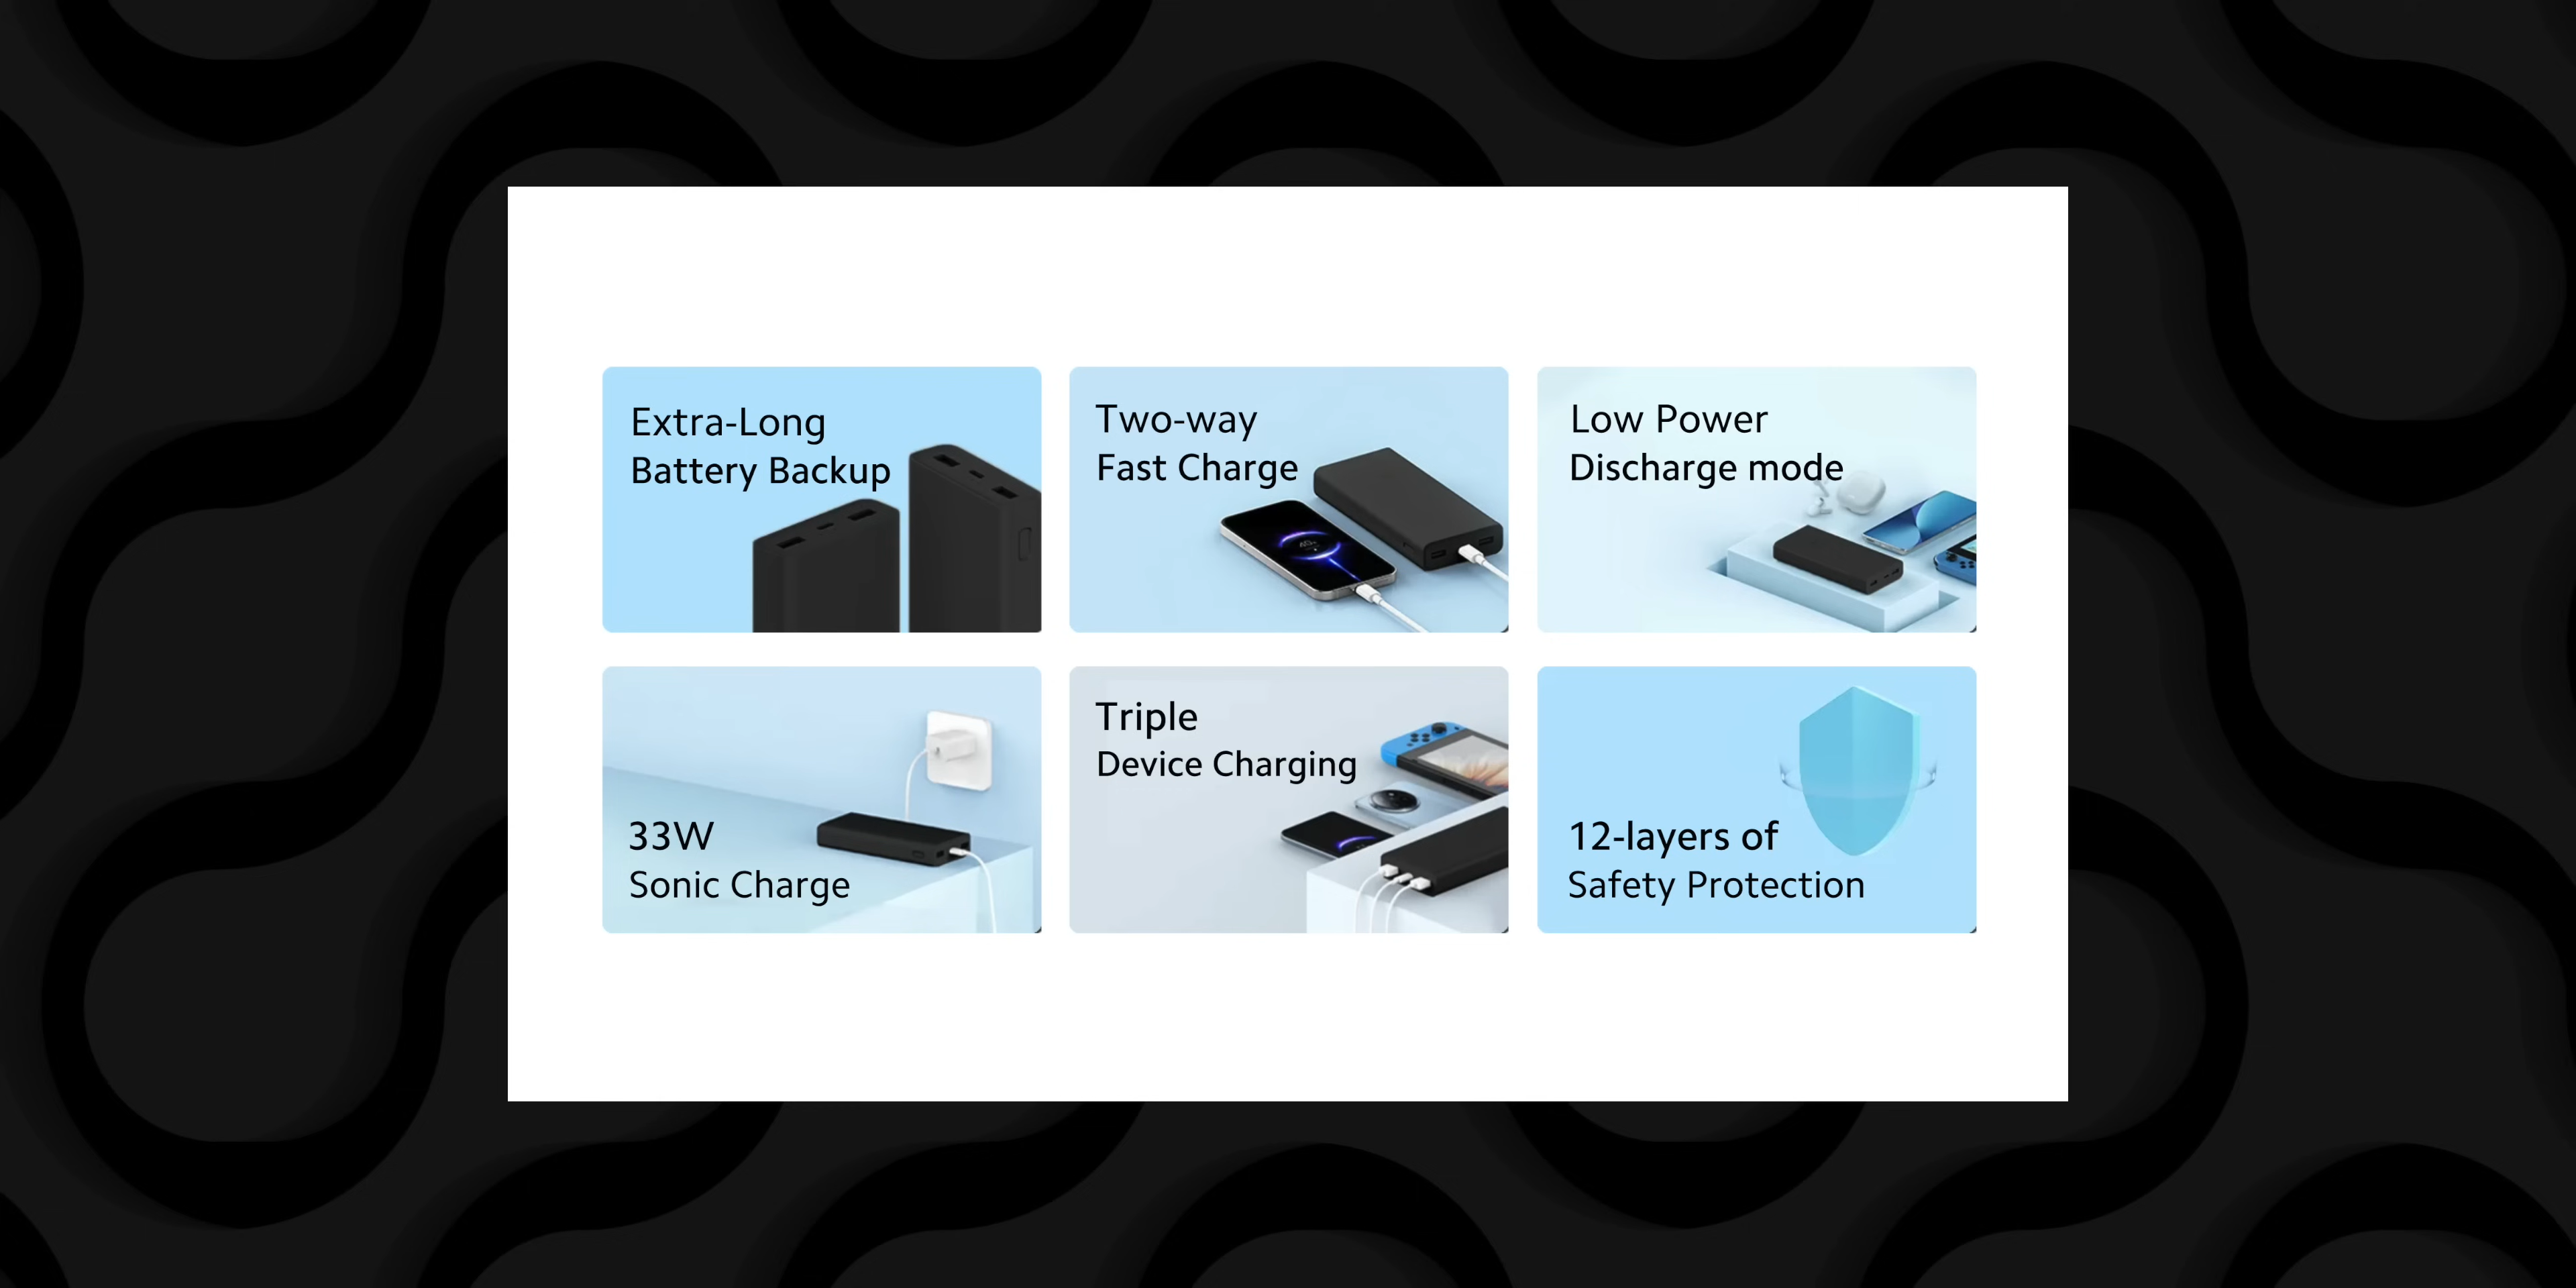 Extra-Long
Battery Backup
Two-way
Fast Charge
Low Power
Discharge mode
33W
Sonic Charge
Triple
Device Charging
12-layers of
Safety Protection